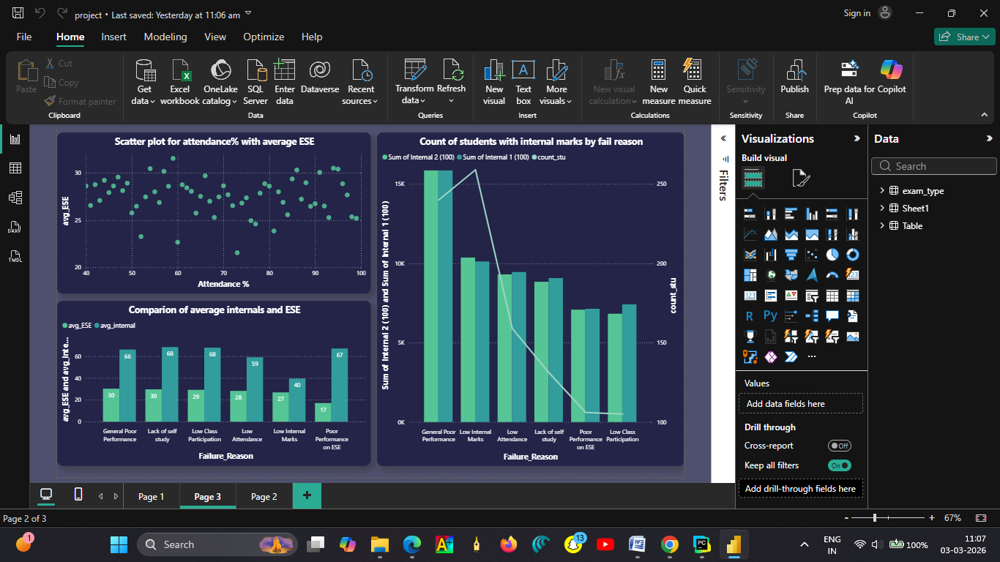 project • Last saved: Yesterday at 11:06 am
Sign in
File Home Insert Modeling View Optimize Help
Share
Paste
Cut
Copy
Format painter
Clipboard
Get data
Excel workbook
OneLake catalog
SQL Server
Enter data
Dataverse
Recent sources
Data
Transform data
Refresh
Queries
New visual
Text box
More visuals
Insert
New visual calculation
New measure
Quick measure
Calculations
Sensitivity
Sensitivity
Publish
Share
Prep data for AI
Copilot
Copilot
Scatter plot for attendance% with average ESE
avg_ESE
30
25
20
40 50 60 70 80 90 100
Attendance %
Comparion of average internals and ESE
avg_ESE avg_internal
avg_ESE and avg_inte...
60
40
20
0
30 66 30 68 29 68 28 59 27 40 17 67
General Poor Performance
Lack of self study
Low Class Participation
Low Attendance
Low Internal Marks
Poor Performance on ESE
Failure_Reason
Count of students with internal marks by fail reason
Sum of Internal 2 (100) Sum of Internal 1 (100) count_stu
Sum of Internal 2 (100) and Sum of Internal 1 (100)
15K
10K
5K
0K
250
200
150
100
count_stu
General Poor Performance
Low Internal Marks
Low Attendance
Lack of self study
Poor Performance on ESE
Low Class Participation
Failure_Reason
Filters
Visualizations
Build visual
Values
Add data fields here
Drill through
Cross-report
Off
Keep all filters
On
Add drill-through fields here
Data
Search
exam_type
Sheet1
Table
DAX
TMDL
123
123
R
Py
...
Page 1
Page 3
Page 2
+
Page 2 of 3
- + 67%
1
Search
A
13
W
PC
ENG
IN
100%
11:07
03-03-2026